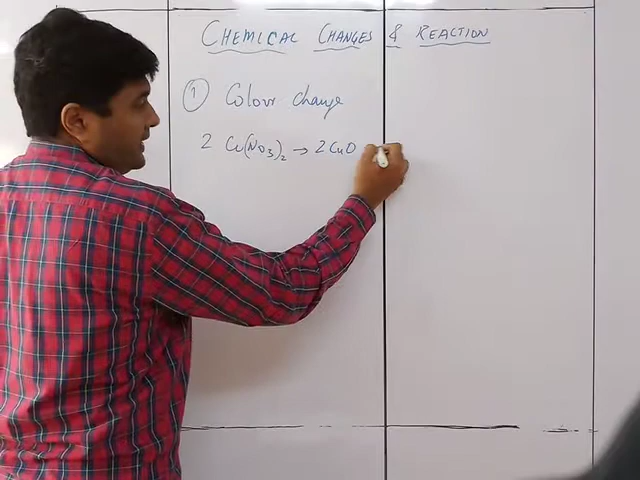 CHEMICAL CHANGES & REACTION
① Colour change
2 Cu(NO₃)₂ → 2CuO